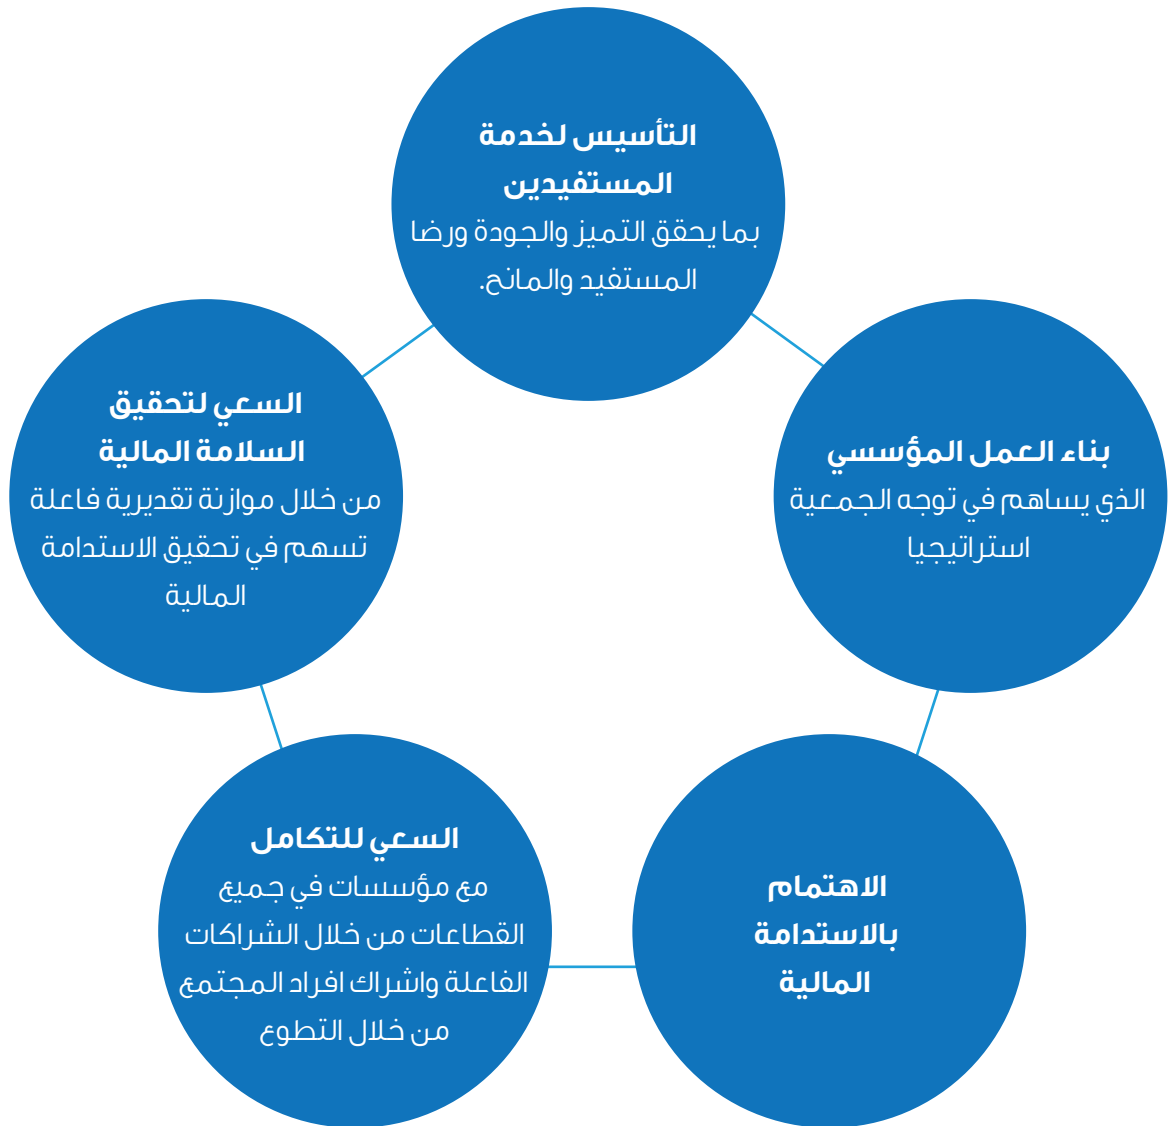 التأسيس لخدمة
المستفيدين
بما يحقق التميز والجودة ورضا
المستفيد والمانح.
بناء العمل المؤسسي
الذي يساهم في توجه الجمعية
استراتيجيا
الاهتمام
بالاستدامة
المالية
السعي للتكامل
مع مؤسسات في جميع
القطاعات من خلال الشراكات
الفاعلة واشراك افراد المجتمع
من خلال التطوع
السعي لتحقيق
السلامة المالية
من خلال موازنة تقديرية فاعلة
تسهم في تحقيق الاستدامة
المالية